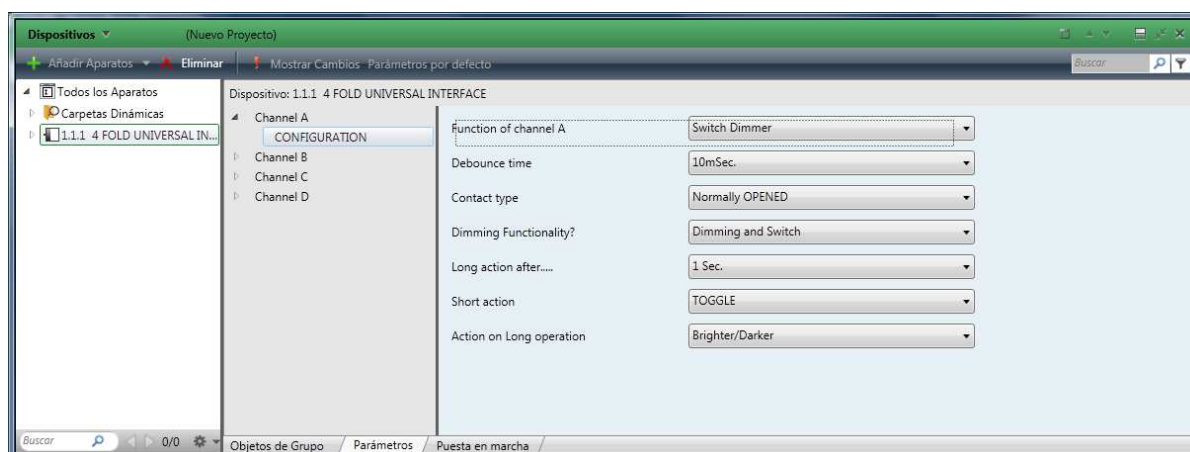 Dispositivos (Nuevo Proyecto)
Añadir Aparatos Eliminar Mostrar Cambios Parámetros por defecto Buscar
Todos los Aparatos
Carpetas Dinámicas
1.1.1 4 FOLD UNIVERSAL IN...
Dispositivo: 1.1.1 4 FOLD UNIVERSAL INTERFACE
Channel A
CONFIGURATION
Channel B
Channel C
Channel D
Function of channel A Switch Dimmer
Debounce time 10mSec.
Contact type Normally OPENED
Dimming Functionality? Dimming and Switch
Long action after..... 1 Sec.
Short action TOGGLE
Action on Long operation Brighter/Darker
Buscar 0/0
Objetos de Grupo Parámetros Puesta en marcha